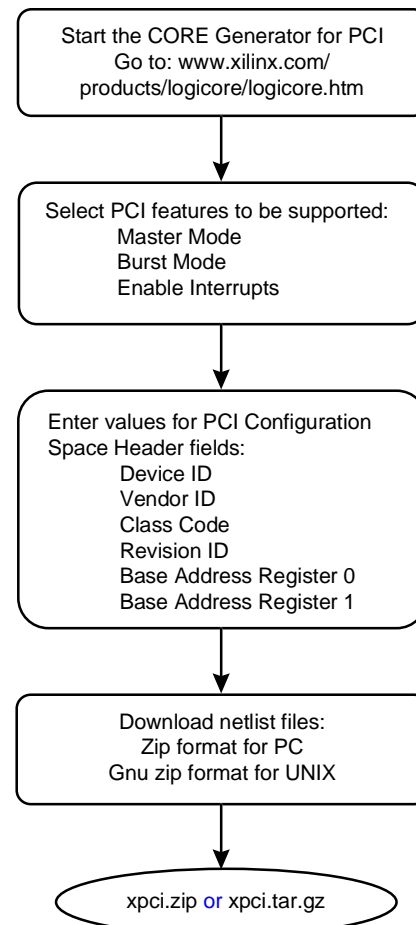 Start the CORE Generator for PCI
Go to: www.xilinx.com/
products/logicore/logicore.htm
Select PCI features to be supported:
Master Mode
Burst Mode
Enable Interrupts
Enter values for PCI Configuration
Space Header fields:
Device ID
Vendor ID
Class Code
Revision ID
Base Address Register 0
Base Address Register 1
Download netlist files:
Zip format for PC
Gnu zip format for UNIX
xpci.zip or xpci.tar.gz